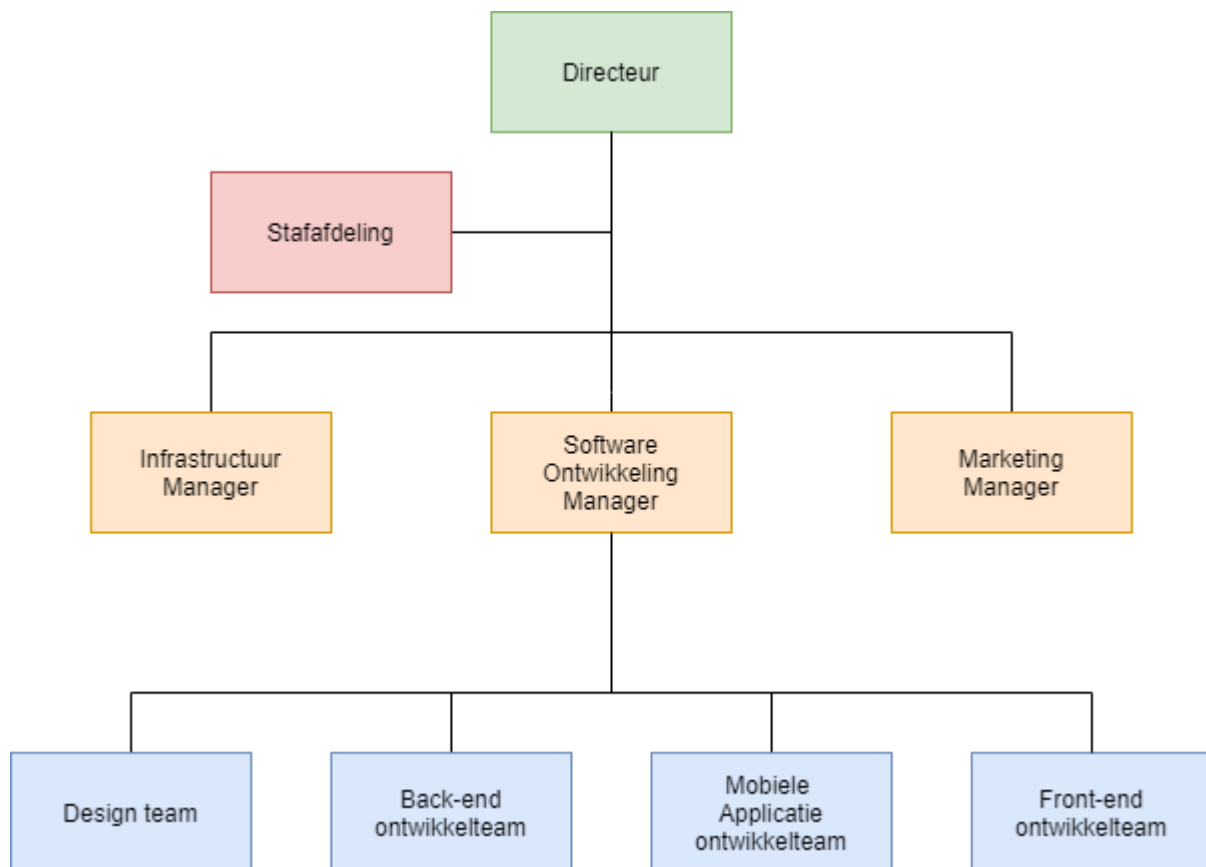 Directeur
Stafafdeling
Infrastructuur
Manager
Software
Ontwikkeling
Manager
Marketing
Manager
Design team
Back-end
ontwikkelteam
Mobiele
Applicatie
ontwikkelteam
Front-end
ontwikkelteam